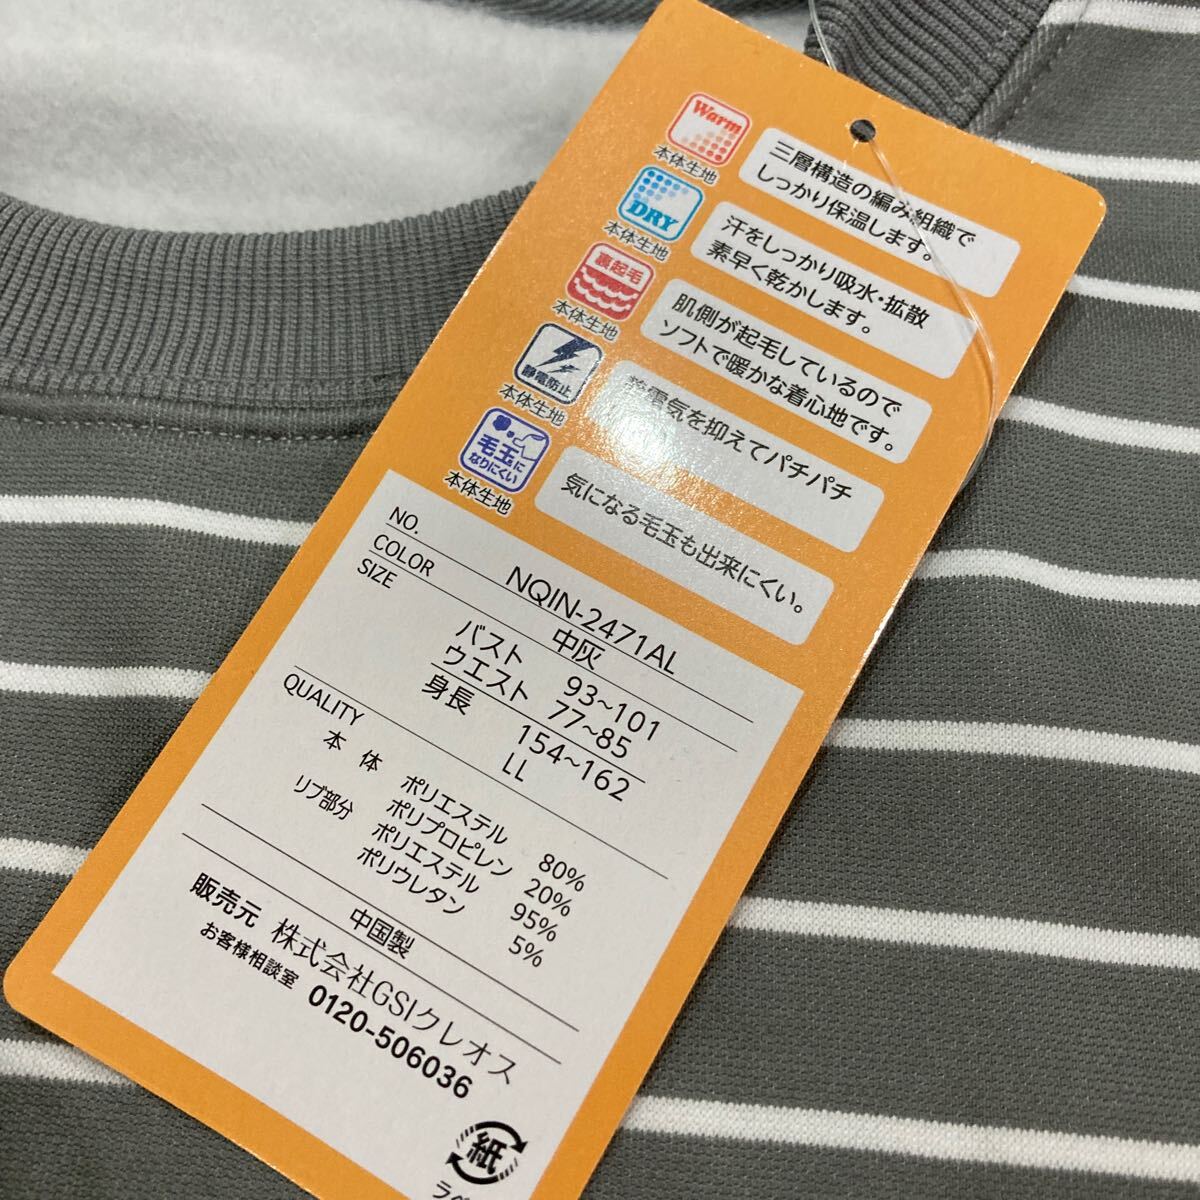 Warm
本体生地
三層構造の編み組織で
しっかり保温します。
DRY
本体生地
汗をしっかり吸水・拡散
素早く乾かします。
裏起毛
本体生地
肌側が起毛しているので
ソフトで暖かな着心地です。
静電防止
本体生地
静電気を抑えてパチパチ
毛玉に
なりにくい
本体生地
気になる毛玉も出来にくい。
NO. NQIN-2471AL
COLOR 中灰
SIZE バスト 93~101
ウエスト 77~85
身長 154~162
LL
QUALITY
本体 ポリエステル 80%
ポリプロピレン 20%
リブ部分 ポリエステル 95%
ポリウレタン 5%
中国製
販売元 株式会社GSIクレオス
お客様相談室 0120-506036
紙